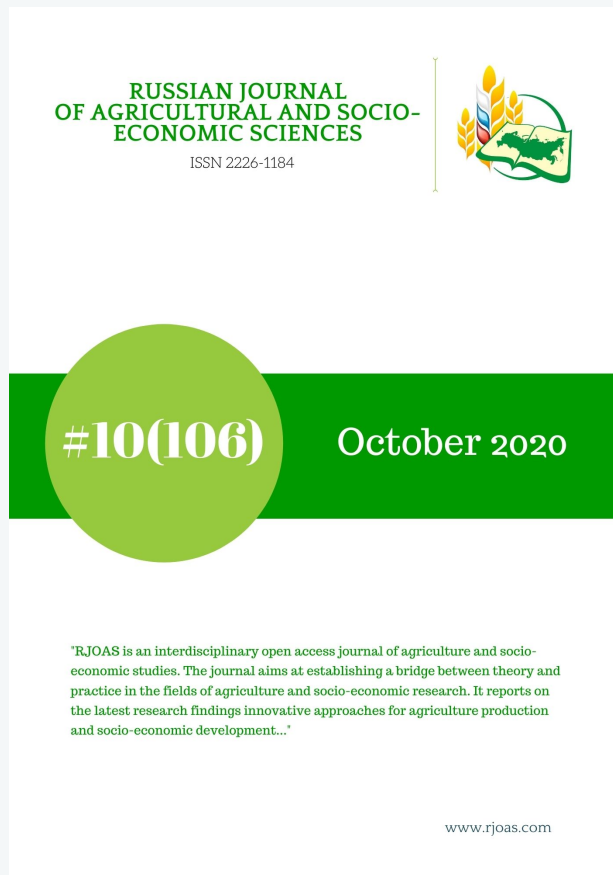 RUSSIAN JOURNAL
OF AGRICULTURAL AND SOCIO-
ECONOMIC SCIENCES
ISSN 2226-1184
#10(106)
October 2020
"RJOAS is an interdisciplinary open access journal of agriculture and socio-
economic studies. The journal aims at establishing a bridge between theory and
practice in the fields of agriculture and socio-economic research. It reports on
the latest research findings innovative approaches for agriculture production
and socio-economic development..."
www.rjoas.com